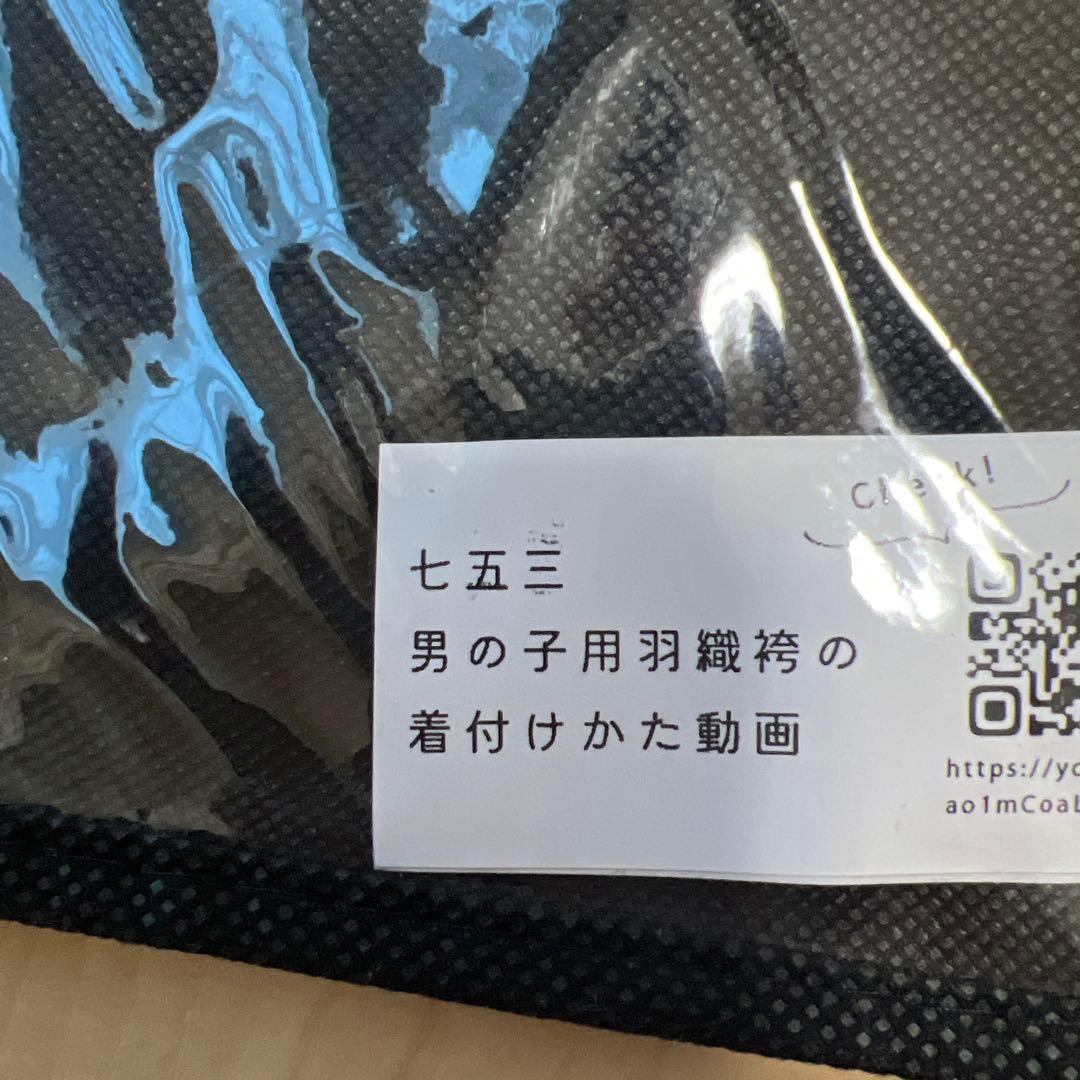 Check!
七五三
男の子用羽織袴の
着付けかた動画
https://yo
ao1mCoaL